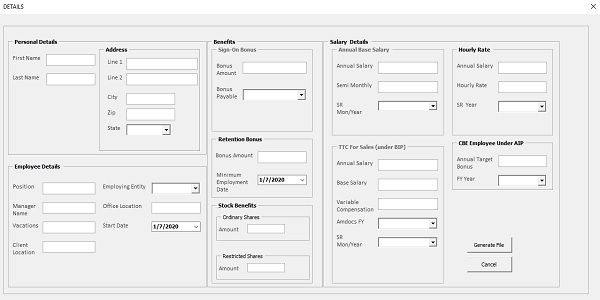 DETAILS
Personal Details
First Name
Last Name
Address
Line 1
Line 2
City
Zip
State
Employee Details
Position
Employing Entity
Manager
Name
Office Location
Vacations
Start Date
1/7/2020
Client
Location
Benefits
Sign-On Bonus
Bonus
Amount
Bonus
Payable
Retention Bonus
Bonus Amount
Minimum
Employment
Date
1/7/2020
Stock Benefits
Ordinary Shares
Amount
Restricted Shares
Amount
Salary Details
Annual Base Salary
Annual Salary
Semi Monthly
SR
Mon/Year
Hourly Rate
Annual Salary
Hourly Rate
SR Year
TTC For Sales (under BIP)
Annual Salary
Base Salary
Variable
Compensation
Amdocs FY
SR
Mon/Year
CBE Employee Under AIP
Annual Target
Bonus
FY Year
Generate File
Cancel